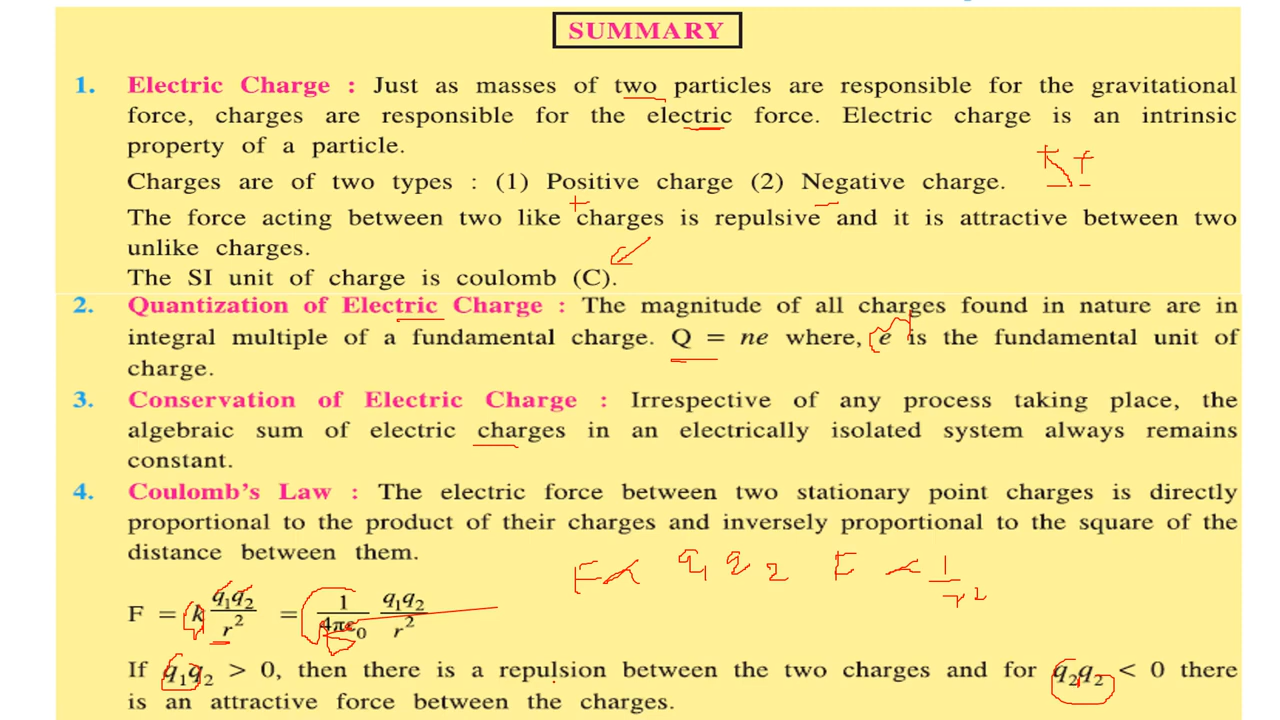 SUMMARY
1. Electric Charge : Just as masses of two particles are responsible for the gravitational
force, charges are responsible for the electric force. Electric charge is an intrinsic
property of a particle.
Charges are of two types : (1) Positive charge (2) Negative charge.
The force acting between two like charges is repulsive and it is attractive between two
unlike charges.
The SI unit of charge is coulomb (C).
2. Quantization of Electric Charge : The magnitude of all charges found in nature are in
integral multiple of a fundamental charge. Q = ne where, e is the fundamental unit of
charge.
3. Conservation of Electric Charge : Irrespective of any process taking place, the
algebraic sum of electric charges in an electrically isolated system always remains
constant.
4. Coulomb's Law : The electric force between two stationary point charges is directly
proportional to the product of their charges and inversely proportional to the square of the
distance between them.
F ∝ q₁ q₂ F ∝ 1/r²
F = k q₁q₂/r² = 1/4πε₀ q₁q₂/r²
If q₁q₂ > 0, then there is a repulsion between the two charges and for q₂q₂ < 0 there
is an attractive force between the charges.